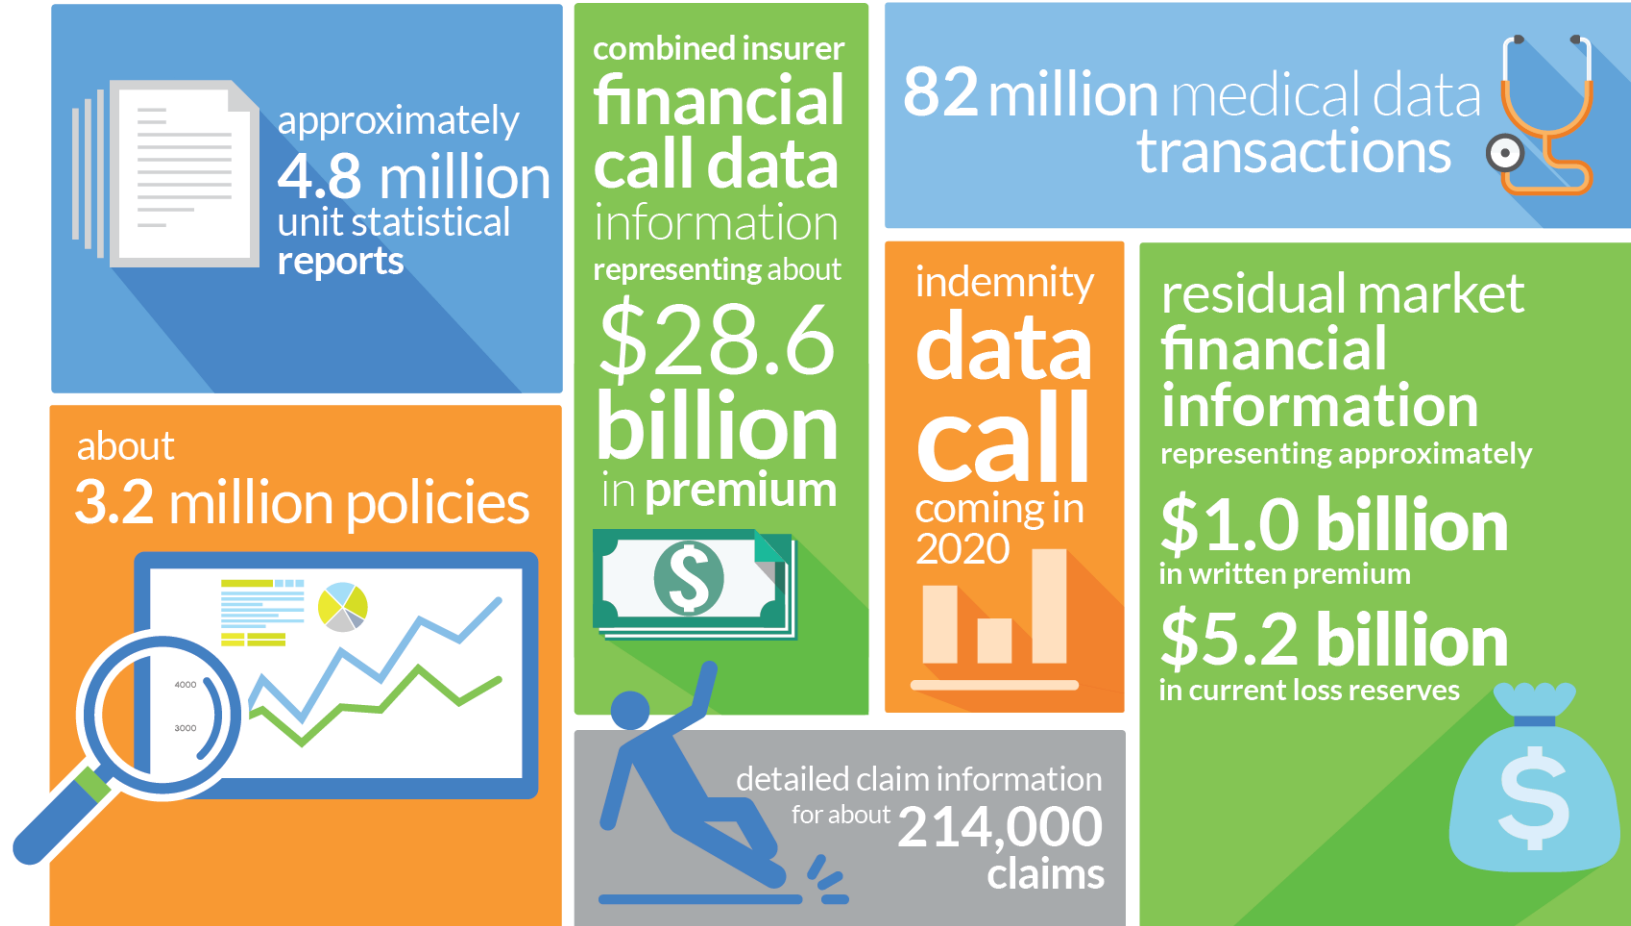 approximately
4.8 million
unit statistical
reports
combined insurer
financial
call data
information
representing about
$28.6
billion
in premium
$
82 million medical data
transactions
about
3.2 million policies
4000
3000
indemnity
data
call
coming in
2020
residual market
financial
information
representing approximately
$1.0 billion
in written premium
$5.2 billion
in current loss reserves
$
detailed claim information
for about 214,000
claims